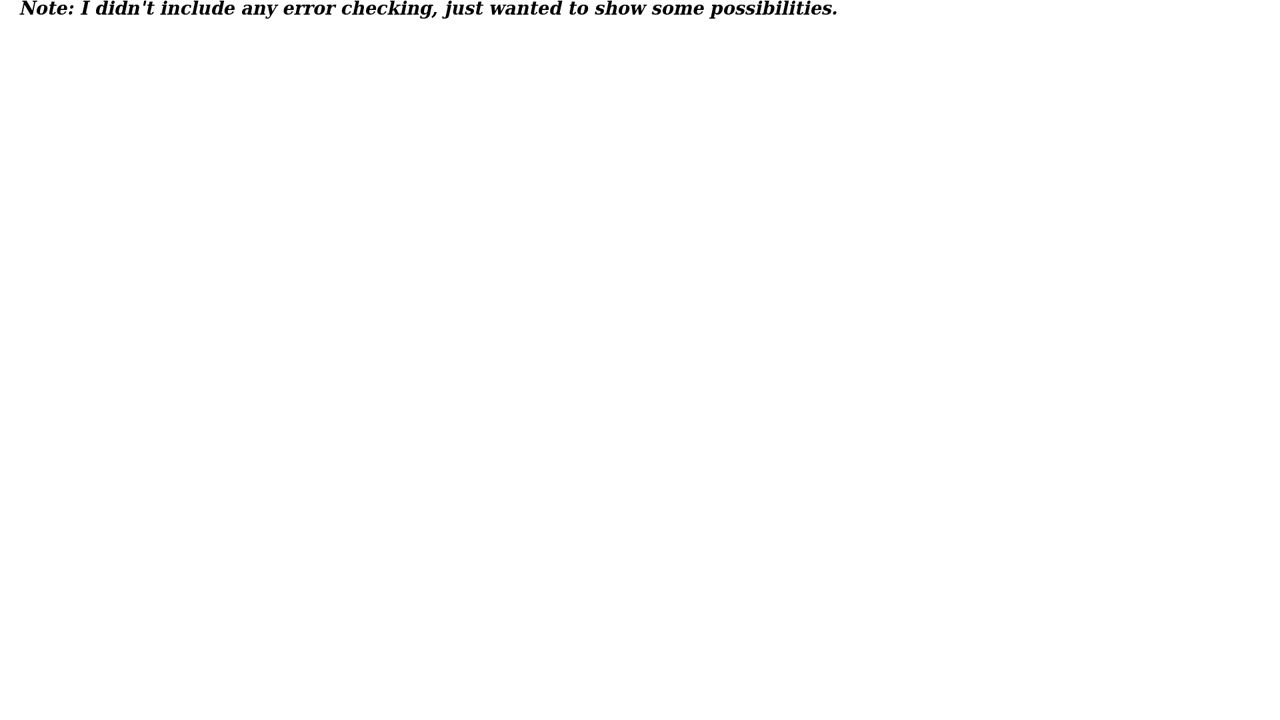 Note: I didn't include any error checking, just wanted to show some possibilities.